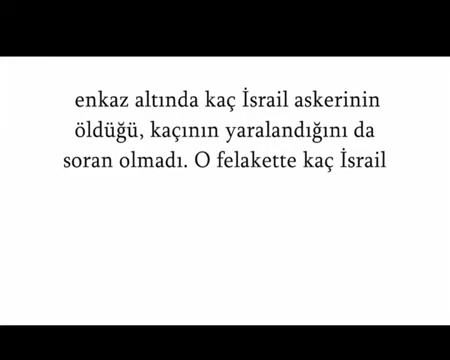 enkaz altında kaç İsrail askerinin
öldüğü, kaçının yaralandığını da
soran olmadı. O felakette kaç İsrail